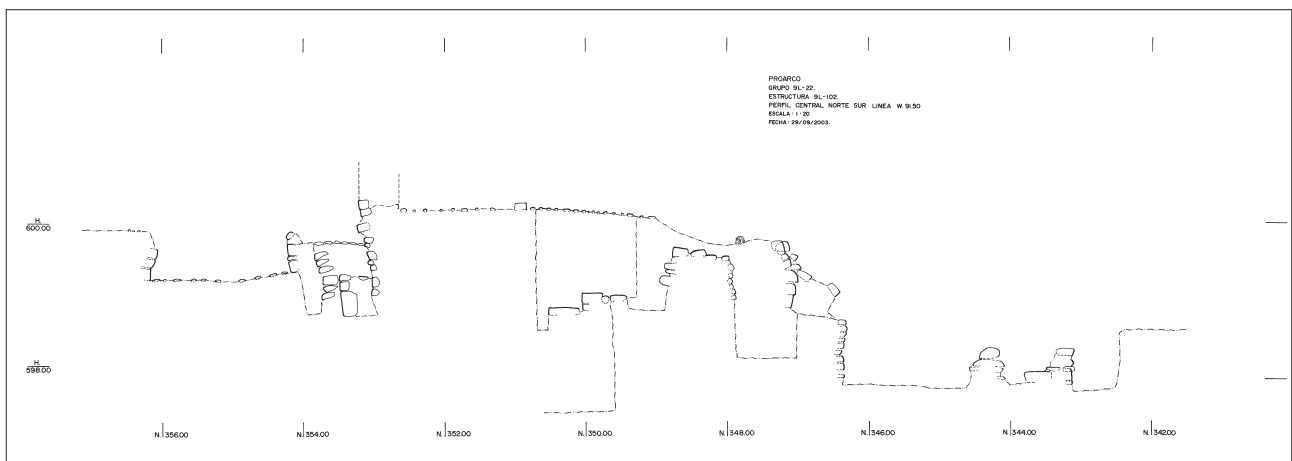 PROARCO
GRUPO 9L-22.
ESTRUCTURA 9L-102.
PERFIL CENTRAL NORTE SUR LINEA W. 91.50
ESCALA : 1 : 20
FECHA : 29/09/2003.
H.
600.00
H.
598.00
N. 356.00 N. 354.00 N. 352.00 N. 350.00 N. 348.00 N. 346.00 N. 344.00 N. 342.00